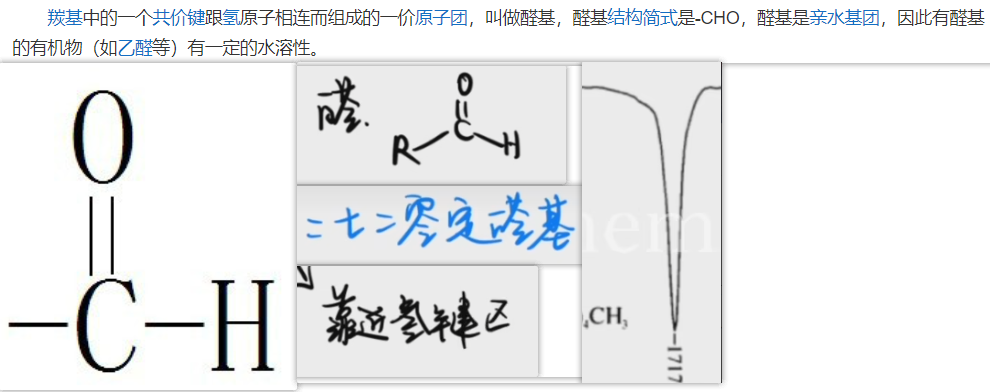 羰基中的一个共价键跟氢原子相连而组成的一价原子团，叫做醛基，醛基结构简式是-CHO，醛基是亲水基团，因此有醛基
的有机物（如乙醛等）有一定的水溶性。
O
C H
醛.
O
R C H
二七二零定醛基
hem
靠近氢键区
CH3
-1717